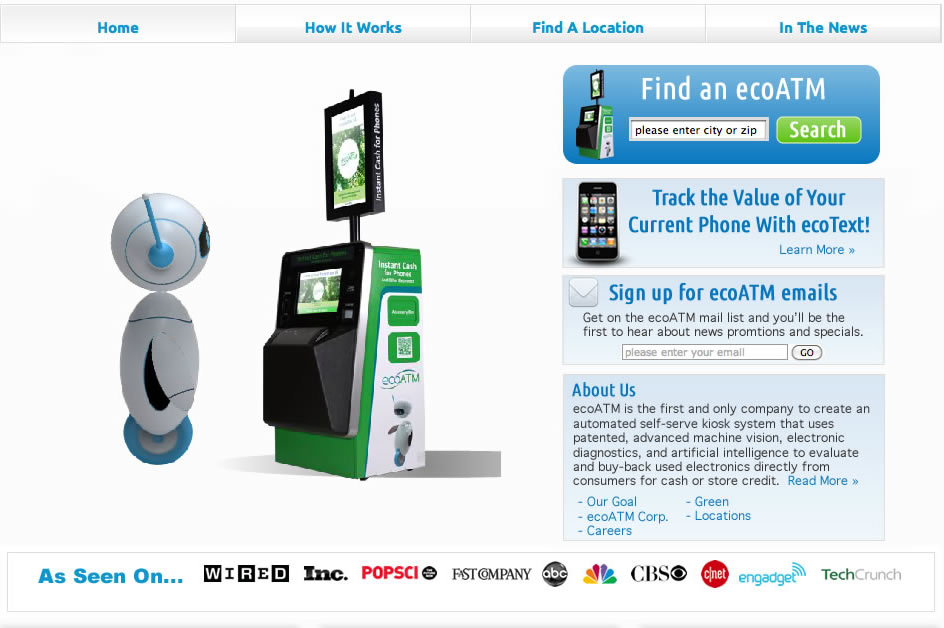 Home
How It Works
Find A Location
In The News
Instant Cash for Phones
ecoATM
Instant Cash
for Phones
ecoATM
Find an ecoATM
please enter city or zip
Search
Track the Value of Your
Current Phone With ecoText!
Learn More »
Sign up for ecoATM emails
Get on the ecoATM mail list and you'll be the
first to hear about news promtions and specials.
please enter your email
GO
About Us
ecoATM is the first and only company to create an
automated self-serve kiosk system that uses
patented, advanced machine vision, electronic
diagnostics, and artificial intelligence to evaluate
and buy-back used electronics directly from
consumers for cash or store credit. Read More »
- Our Goal
- Green
- ecoATM Corp.
- Locations
- Careers
As Seen On...
WIRED
Inc.
POPSCI
FAST COMPANY
abc
CBS
c|net
engadget
TechCrunch